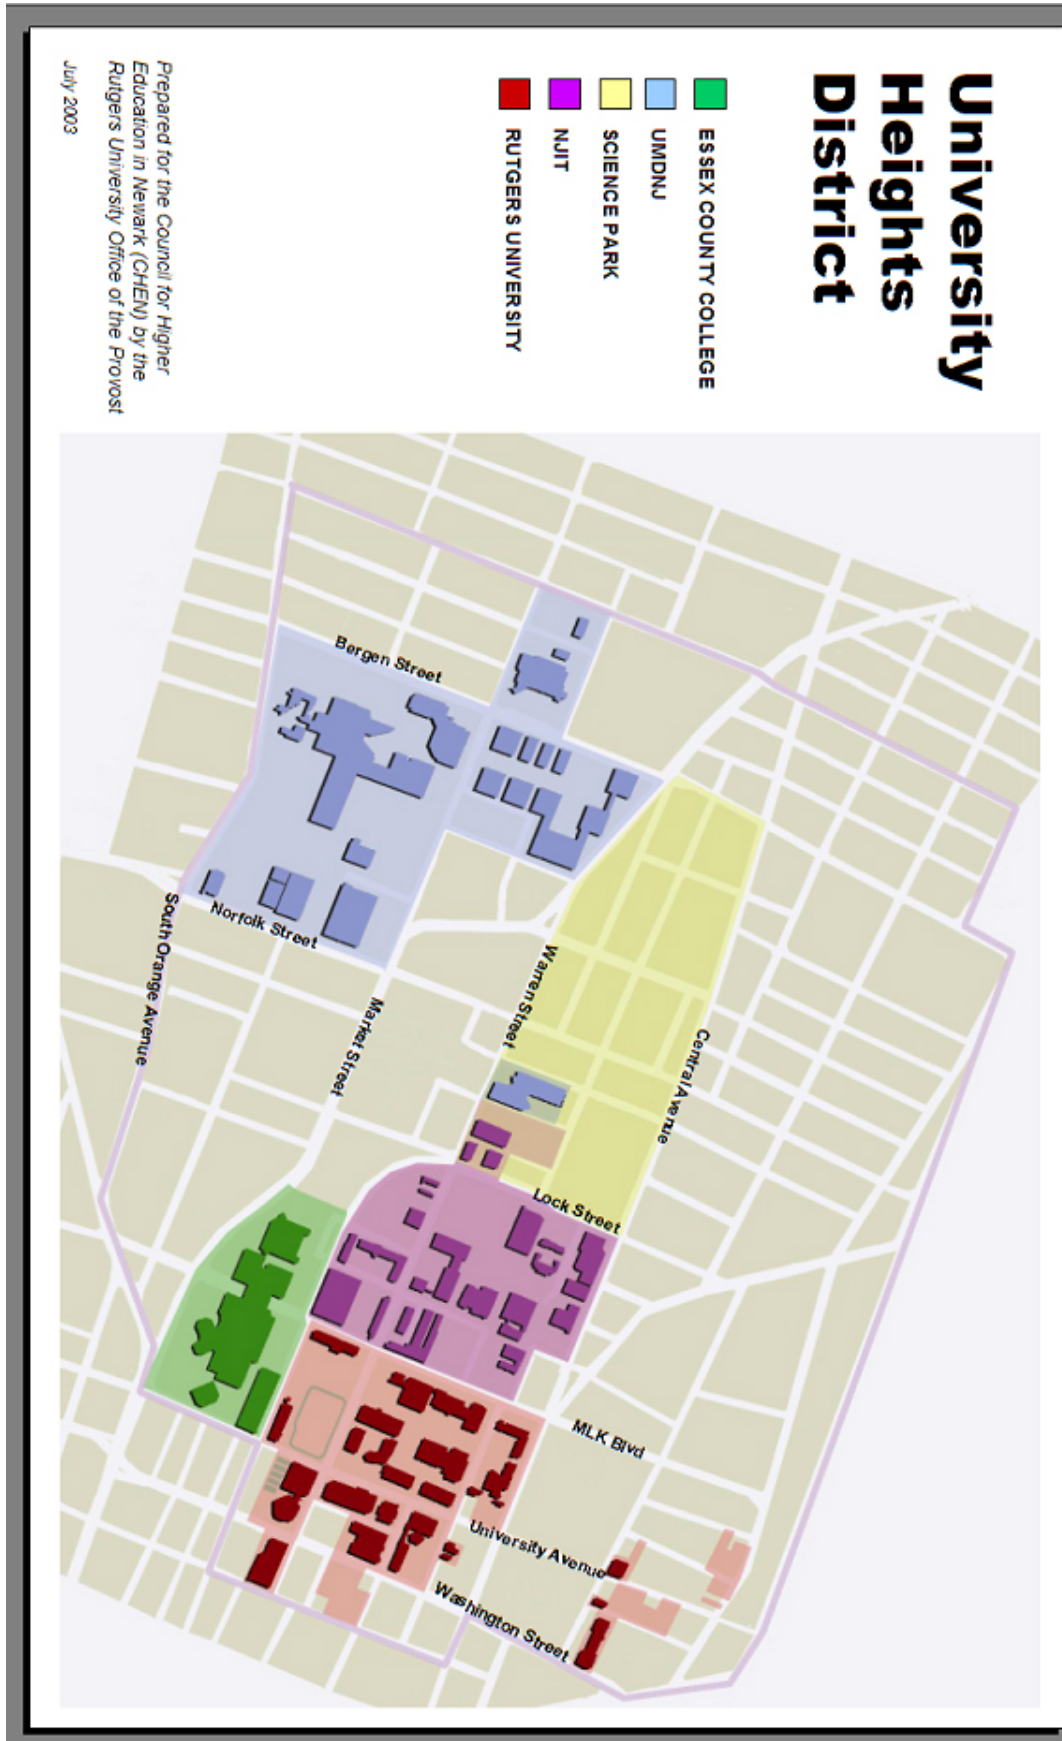 University
Heights
District
ESSEX COUNTY COLLEGE
UMDNJ
SCIENCE PARK
NJIT
RUTGERS UNIVERSITY
Prepared for the Council for Higher
Education in Newark (CHEN) by the
Rutgers University Office of the Provost
July 2003
Bergen Street
Norfolk Street
South Orange Avenue
Market Street
Warren Street
Central Avenue
Lock Street
MLK Blvd
University Avenue
Washington Street